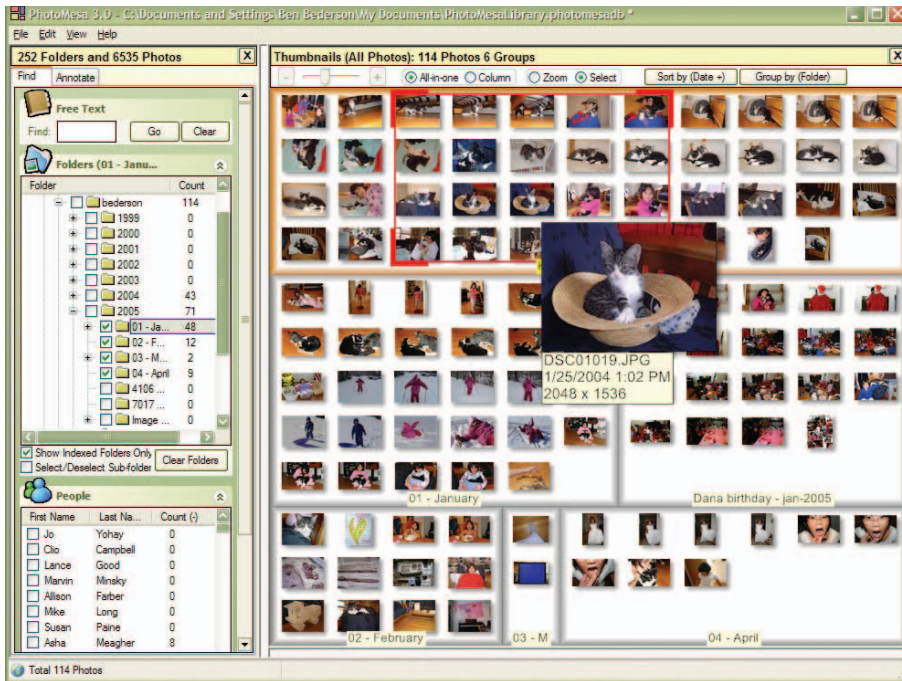 PhotoMesa 3.0 - C:\Documents and Settings\Ben Bederson\My Documents\PhotoMesaLibrary.photomesadb *
File Edit View Help
252 Folders and 6535 Photos X
Find Annotate
Free Text
Find: Go Clear
Folders (01 - Janu...
Folder Count
bederson 114
1999 0
2000 0
2001 0
2002 0
2003 0
2004 43
2005 71
01 - Ja... 48
02 - F... 12
03 - M... 2
04 - April 9
4106 0
7017 ... 0
Image ... 0
Show Indexed Folders Only
Select/Deselect Sub-folder
Clear Folders
People
First Name Last Na... Count (-)
Jo Yohay 0
Clio Campbell 0
Lance Good 0
Marvin Minsky 0
Allison Farber 0
Mike Long 0
Susan Paine 0
Asha Meagher 8
Total 114 Photos
Thumbnails (All Photos): 114 Photos 6 Groups X
- + All-in-one Column Zoom Select Sort by (Date +) Group by (Folder)
DSC01019.JPG
1/25/2004 1:02 PM
2048 x 1536
01 - January
Dana birthday - jan-2005
02 - February
03 - M
04 - April